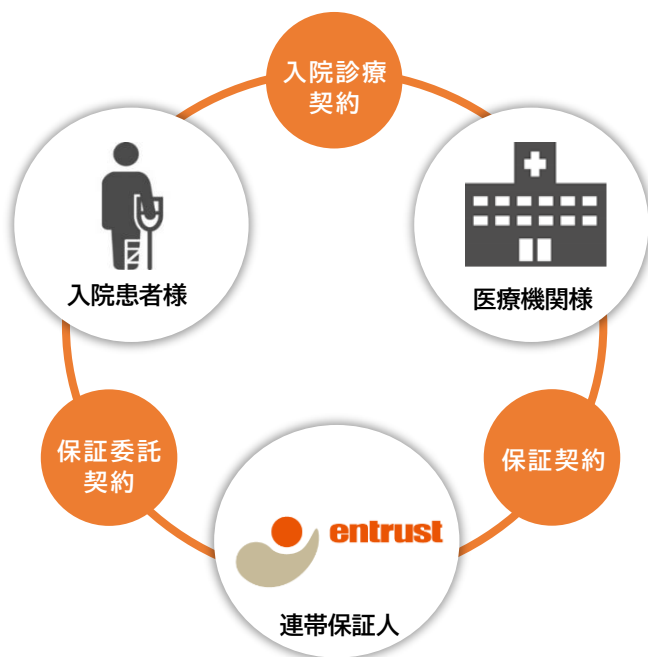 入院診療
契約
入院患者様
医療機関様
保証委託
契約
保証契約
entrust
連帯保証人